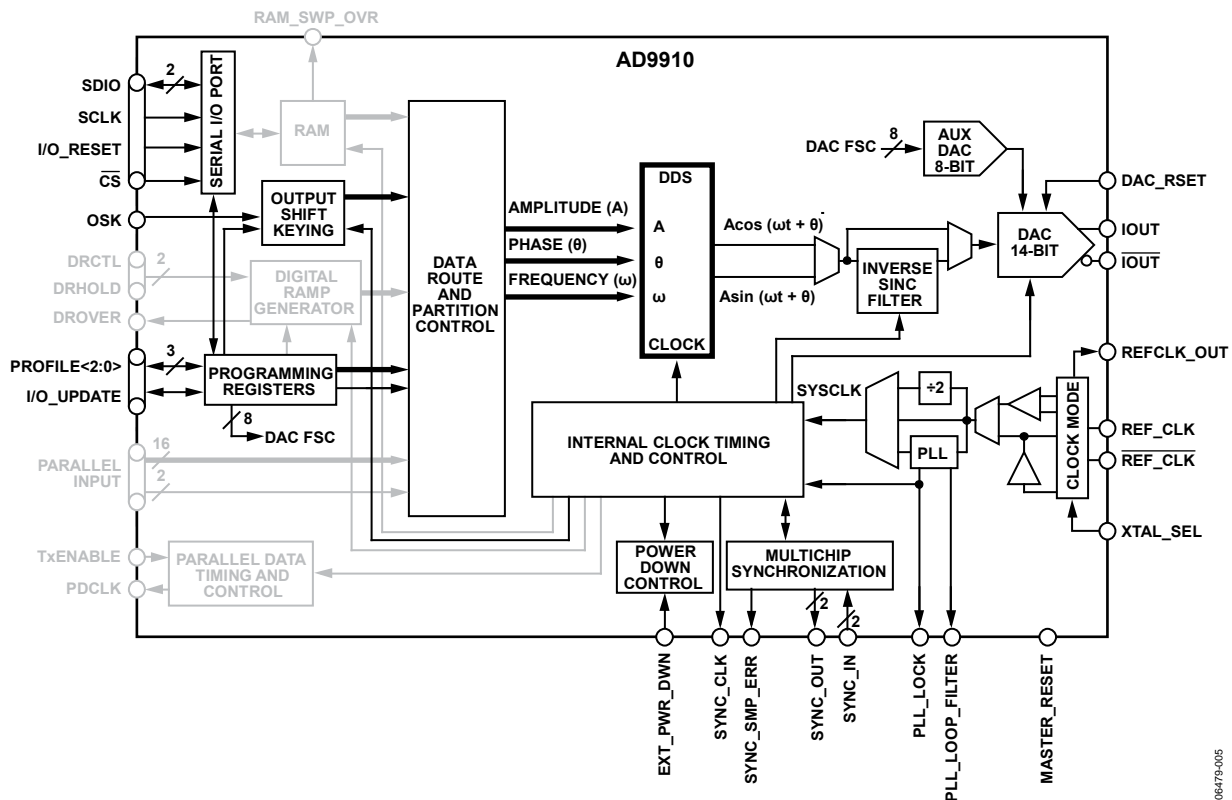 RAM_SWP_OVR
AD9910
SDIO
2
SCLK
I/O_RESET
CS
SERIAL I/O PORT
RAM
OSK
OUTPUT
SHIFT
KEYING
DRCTL
2
DRHOLD
DROVER
DIGITAL
RAMP
GENERATOR
PROFILE<2:0>
3
I/O_UPDATE
PROGRAMMING
REGISTERS
8
DAC FSC
PARALLEL
INPUT
16
2
TxENABLE
PDCLK
PARALLEL DATA
TIMING AND
CONTROL
DATA
ROUTE
AND
PARTITION
CONTROL
AMPLITUDE (A)
PHASE (θ)
FREQUENCY (ω)
DDS
A
θ
ω
CLOCK
Acos (ωt + θ)
Asin (ωt + θ)
INVERSE
SINC
FILTER
DAC FSC
8
AUX
DAC
8-BIT
DAC
14-BIT
DAC_RSET
IOUT
IOUT
INTERNAL CLOCK TIMING
AND CONTROL
SYSCLK
÷2
PLL
CLOCK MODE
REFCLK_OUT
REF_CLK
REF_CLK
XTAL_SEL
POWER
DOWN
CONTROL
MULTICHIP
SYNCHRONIZATION
2
2
EXT_PWR_DWN
SYNC_CLK
SYNC_SMP_ERR
SYNC_OUT
SYNC_IN
PLL_LOCK
PLL_LOOP_FILTER
MASTER_RESET
06479-005